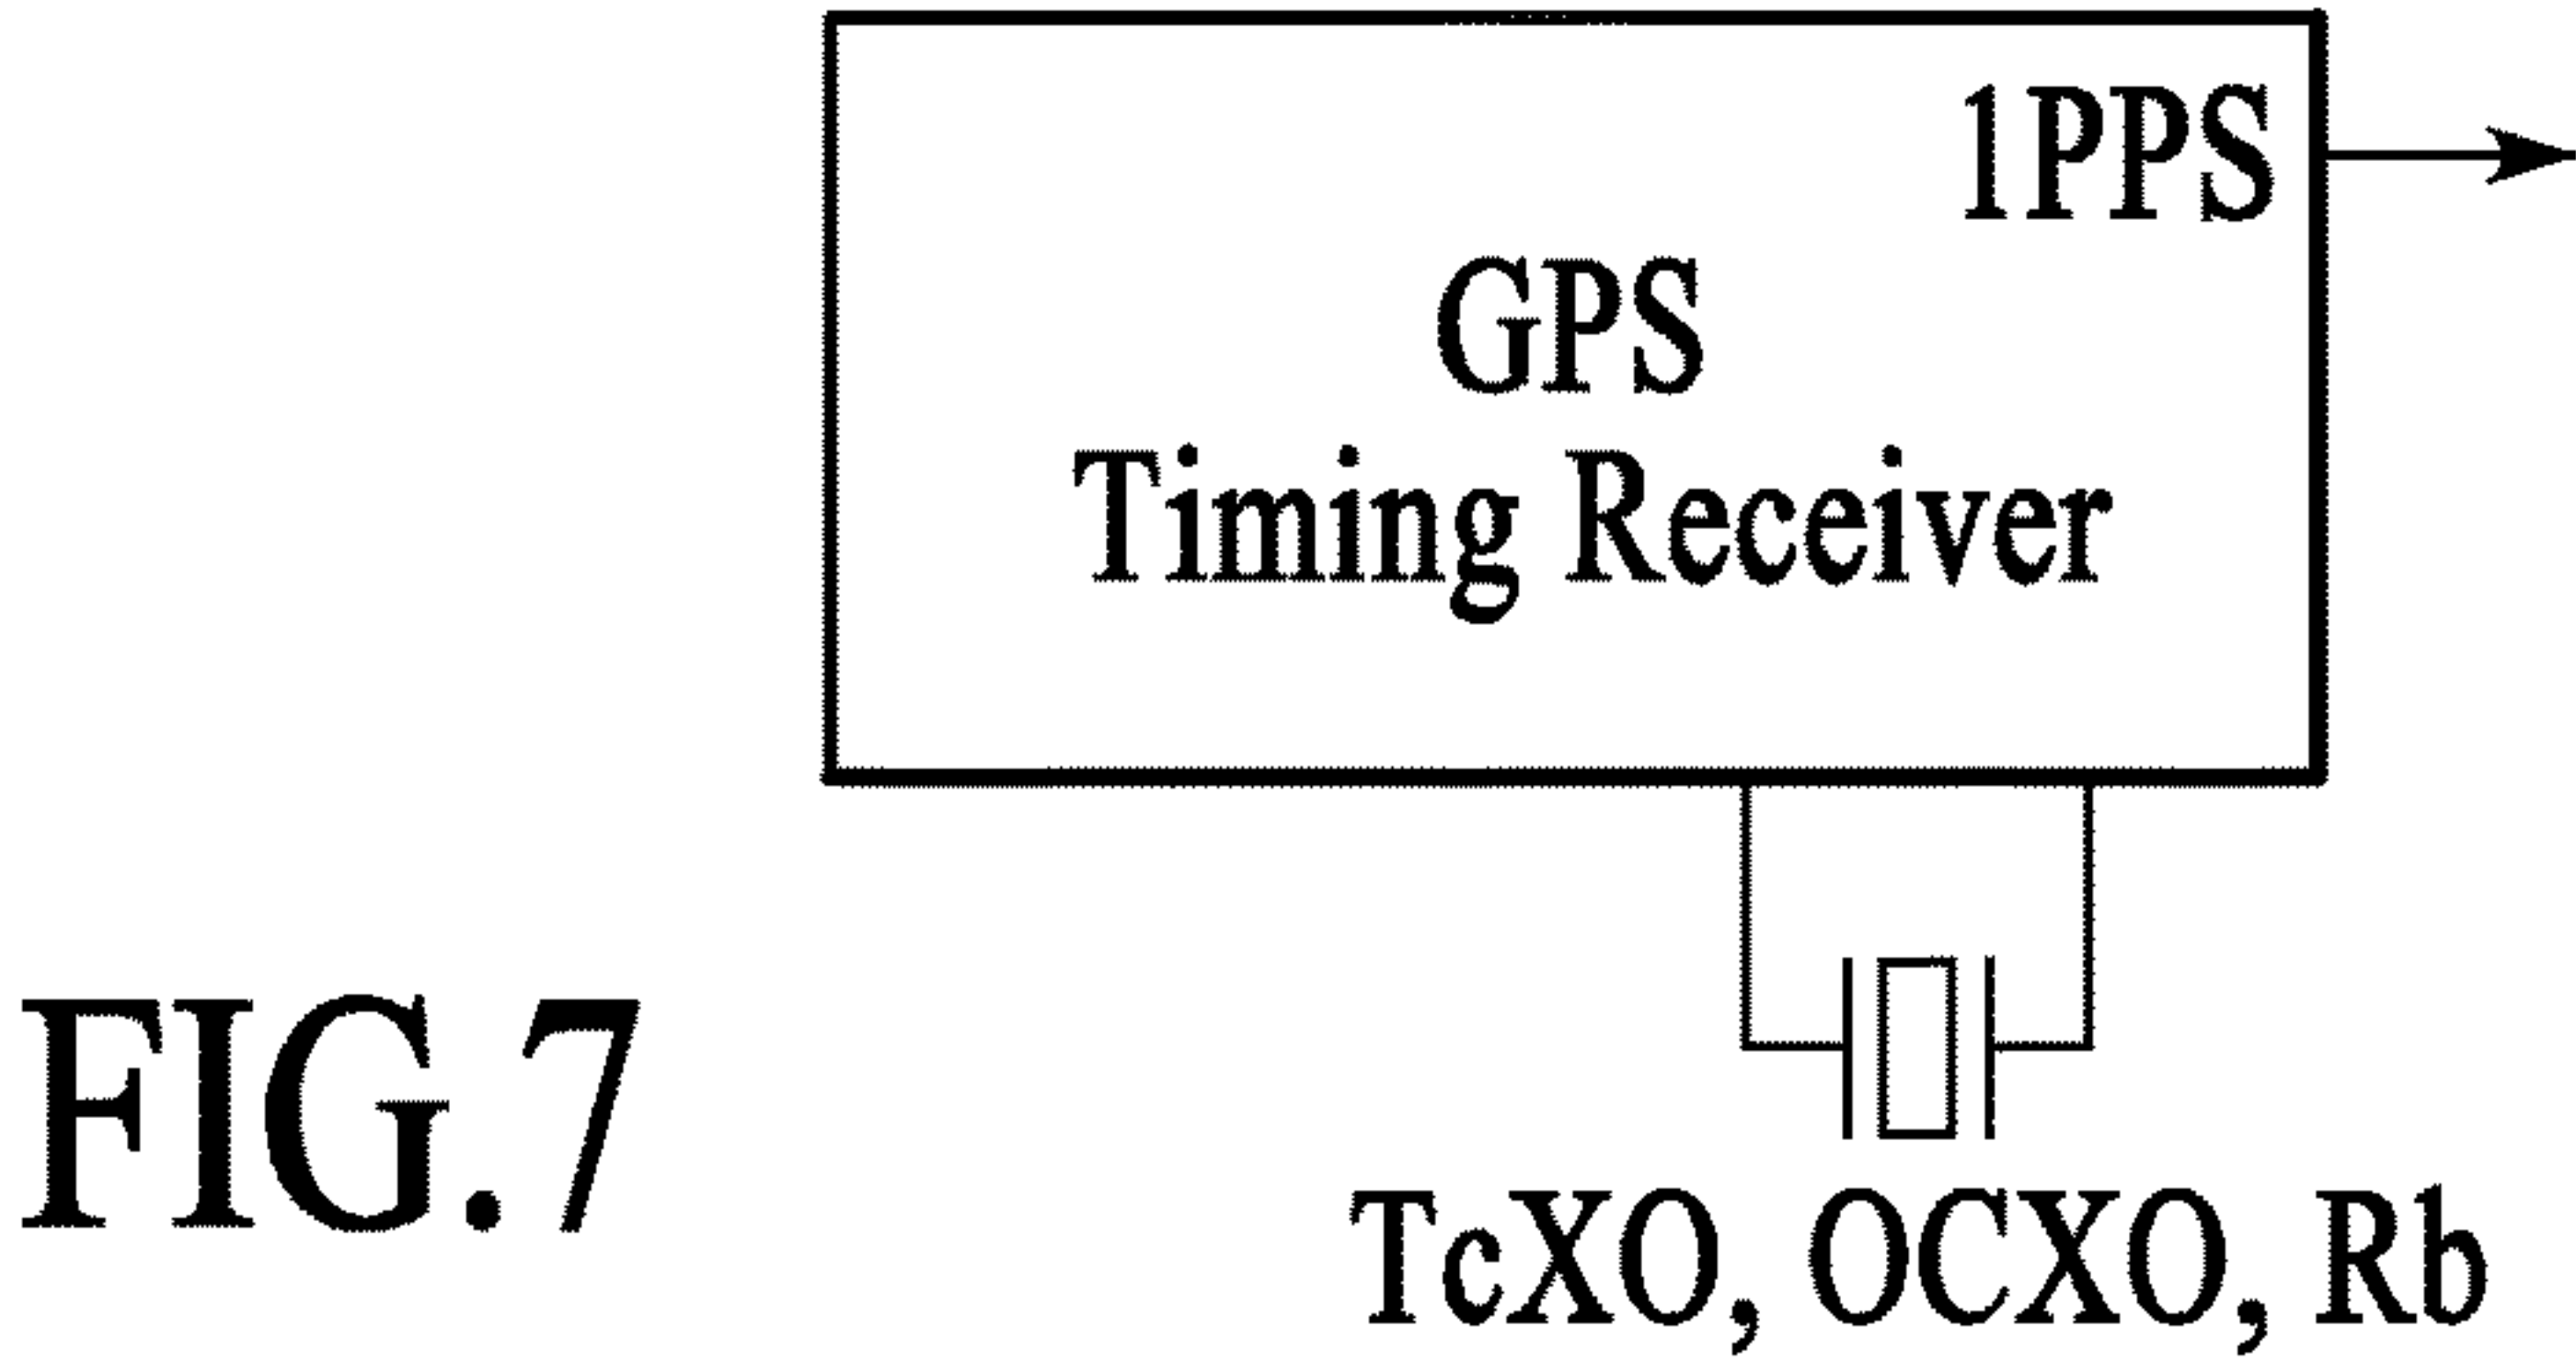 1PPS
GPS
Timing Receiver
FIG.7
TcXO, OCXO, Rb